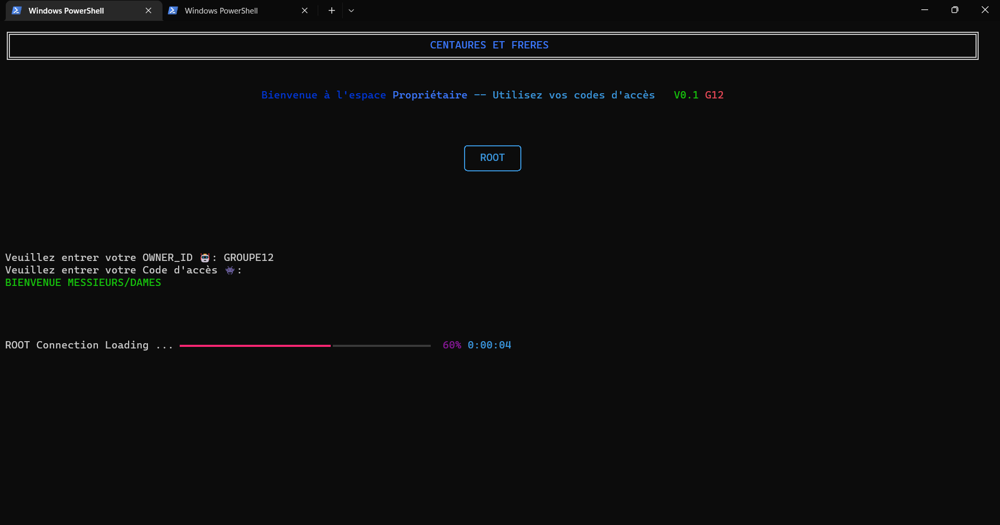 Windows PowerShell
Windows PowerShell
CENTAURES ET FRERES
Bienvenue à l'espace Propriétaire -- Utilisez vos codes d'accès V0.1 G12
ROOT
Veuillez entrer votre OWNER_ID 🤖: GROUPE12
Veuillez entrer votre Code d'accès 👾:
BIENVENUE MESSIEURS/DAMES
ROOT Connection Loading ... 60% 0:00:04